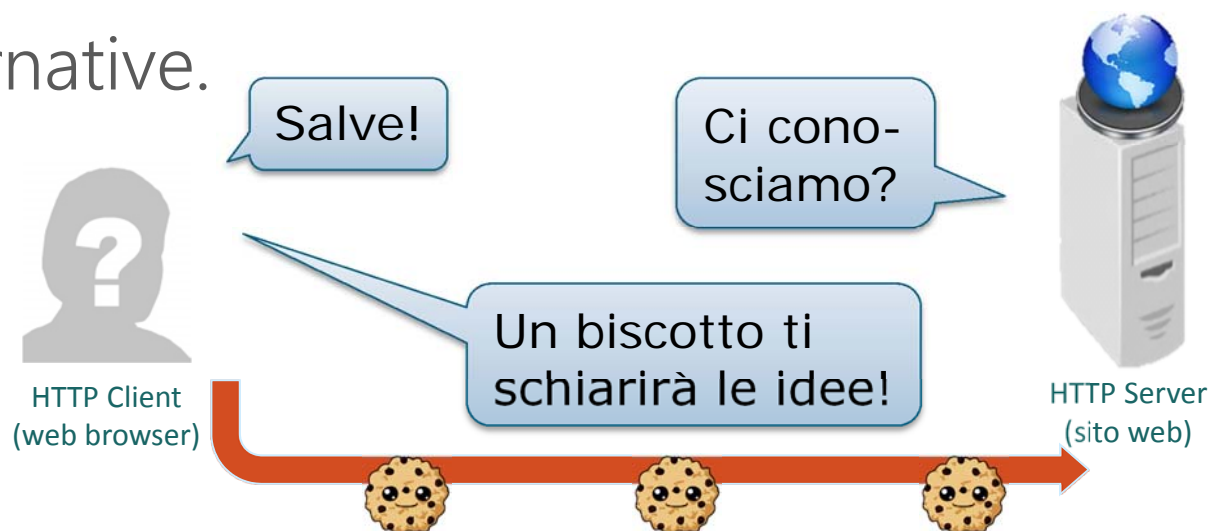 rnative.
Salve!
Ci cono-
sciamo?
?
Un biscotto ti
schiarirà le idee!
HTTP Client
(web browser)
HTTP Server
(sito web)